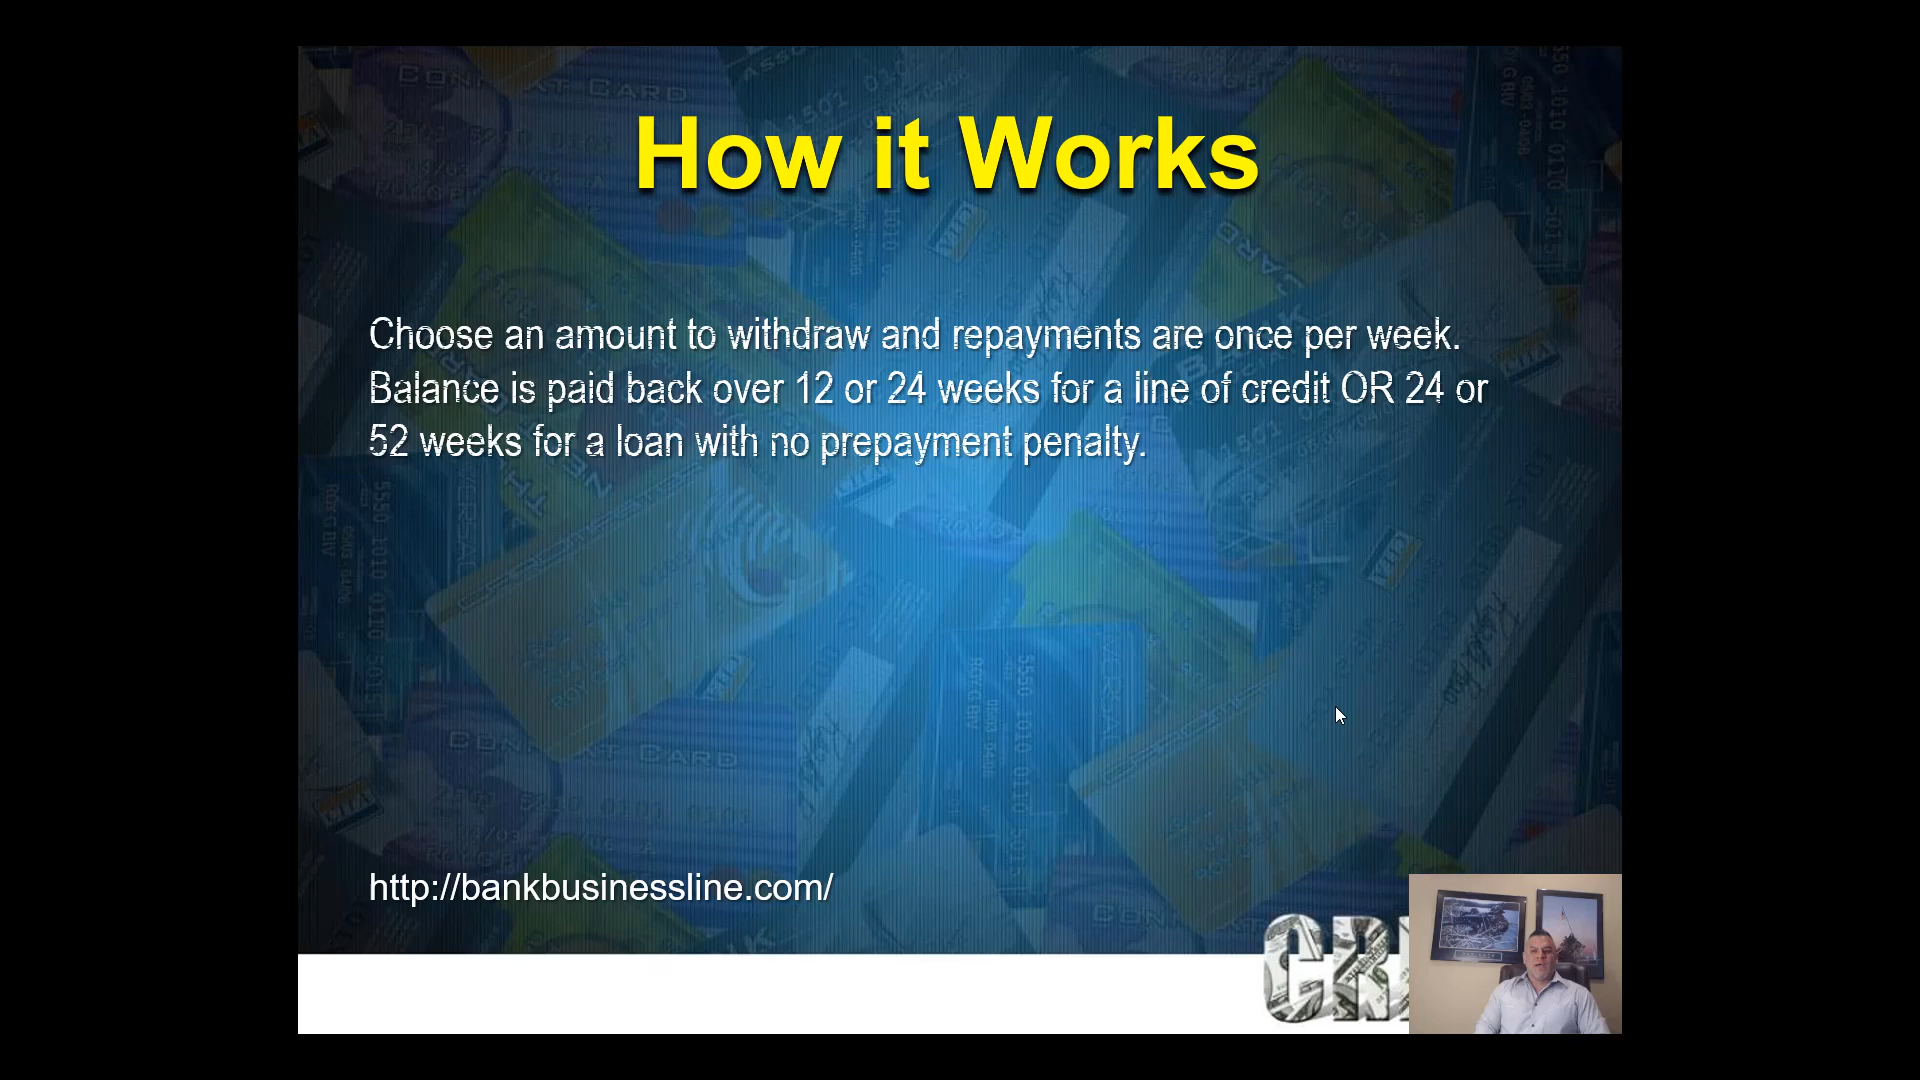 How it Works
Choose an amount to withdraw and repayments are once per week.
Balance is paid back over 12 or 24 weeks for a line of credit OR 24 or
52 weeks for a loan with no prepayment penalty.
http://bankbusinessline.com/